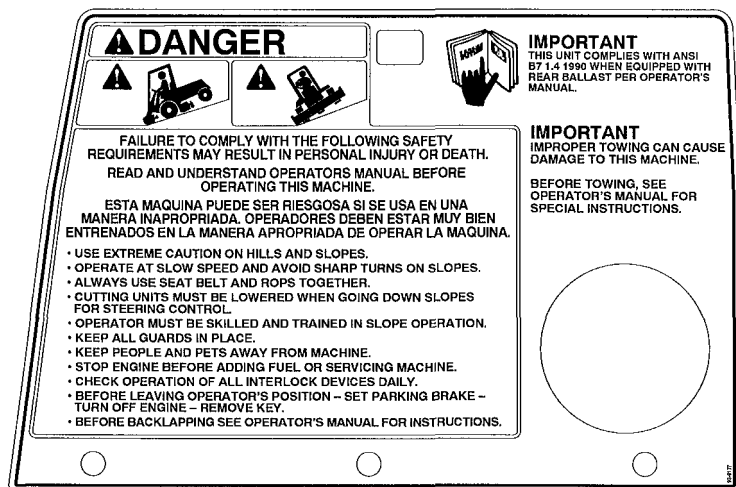 DANGER
FAILURE TO COMPLY WITH THE FOLLOWING SAFETY
REQUIREMENTS MAY RESULT IN PERSONAL INJURY OR DEATH.
READ AND UNDERSTAND OPERATORS MANUAL BEFORE
OPERATING THIS MACHINE.
ESTA MAQUINA PUEDE SER RIESGOSA SI SE USA EN UNA
MANERA INAPROPRIADA. OPERADORES DEBEN ESTAR MUY BIEN
ENTRENADOS EN LA MANERA APROPRIADA DE OPERAR LA MAQUINA.
• USE EXTREME CAUTION ON HILLS AND SLOPES.
• OPERATE AT SLOW SPEED AND AVOID SHARP TURNS ON SLOPES.
• ALWAYS USE SEAT BELT AND ROPS TOGETHER.
• CUTTING UNITS MUST BE LOWERED WHEN GOING DOWN SLOPES
FOR STEERING CONTROL.
• OPERATOR MUST BE SKILLED AND TRAINED IN SLOPE OPERATION.
• KEEP ALL GUARDS IN PLACE.
• KEEP PEOPLE AND PETS AWAY FROM MACHINE.
• STOP ENGINE BEFORE ADDING FUEL OR SERVICING MACHINE.
• CHECK OPERATION OF ALL INTERLOCK DEVICES DAILY.
• BEFORE LEAVING OPERATOR'S POSITION – SET PARKING BRAKE –
TURN OFF ENGINE – REMOVE KEY.
• BEFORE BACKLAPPING SEE OPERATOR'S MANUAL FOR INSTRUCTIONS.
IMPORTANT
THIS UNIT COMPLIES WITH ANSI
B7 1.4 1990 WHEN EQUIPPED WITH
REAR BALLAST PER OPERATOR'S
MANUAL.
IMPORTANT
IMPROPER TOWING CAN CAUSE
DAMAGE TO THIS MACHINE.
BEFORE TOWING, SEE
OPERATOR'S MANUAL FOR
SPECIAL INSTRUCTIONS.